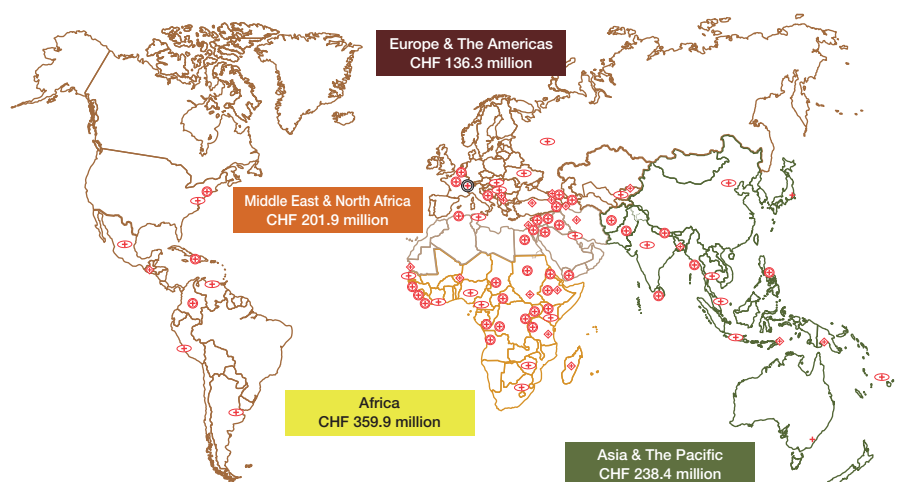 Europe & The Americas
CHF 136.3 million
Middle East & North Africa
CHF 201.9 million
Africa
CHF 359.9 million
Asia & The Pacific
CHF 238.4 million